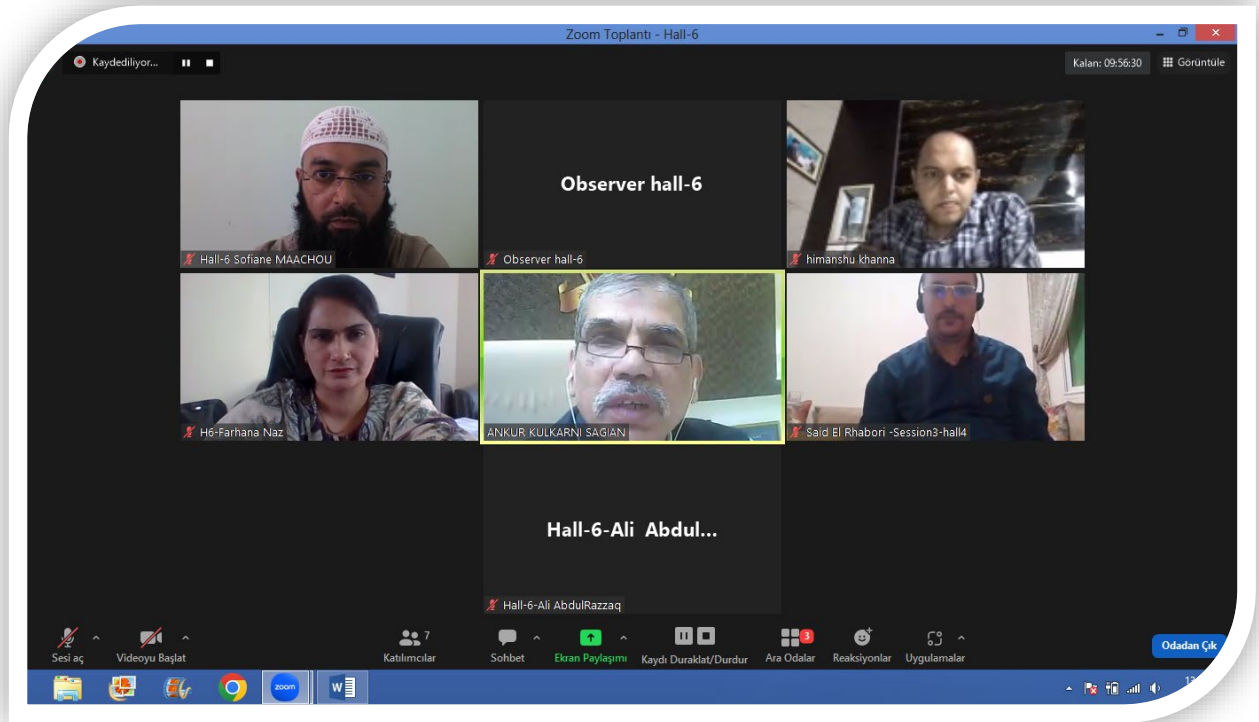 Zoom Toplantı - Hall-6
Kaydediliyor...
Kalan: 09:56:30
Görüntüle
Hall-6 Sofiane MAACHOU
Observer hall-6
Observer hall-6
himanshu khanna
H6-Farhana Naz
ANKUR KULKARNI SAGIAN
Said El Rhabori -Session3-hall4
Hall-6-Ali Abdul...
Hall-6-Ali AbdulRazzaq
Sesi aç
Videoyu Başlat
7
Katılımcılar
Sohbet
Ekran Paylaşımı
Kaydı Duraklat/Durdur
3
Ara Odalar
Reaksiyonlar
Uygulamalar
Odadan Çık
zoom
W